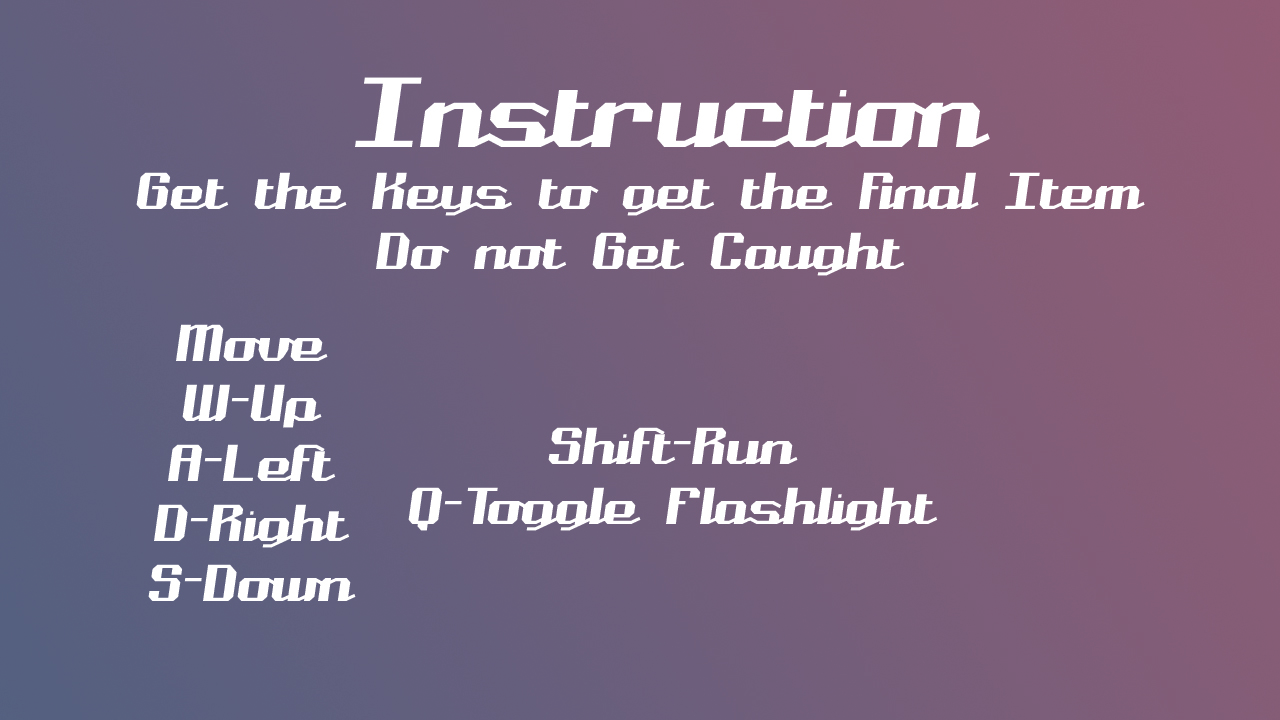 Instruction
Get the Keys to get the final Item
Do not Get Caught
Move
W-Up
A-Left
D-Right
S-Down
Shift-Run
Q-Toggle Flashlight